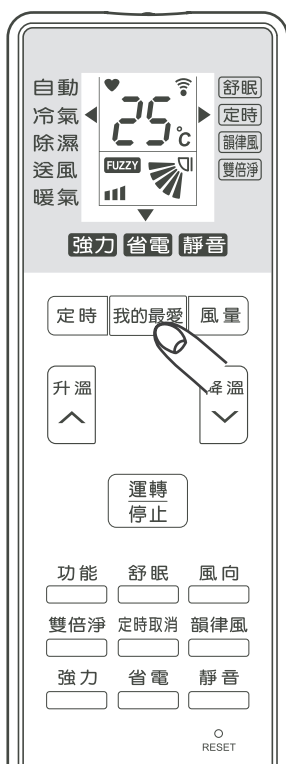 自動
冷氣
除濕
送風
暖氣
25℃
FUZZY
舒眠
定時
韻律風
雙倍淨
強力 省電 靜音
定時 我的最愛 風量
升溫 降溫
運轉
停止
功能 舒眠 風向
雙倍淨 定時取消 韻律風
強力 省電 靜音
RESET